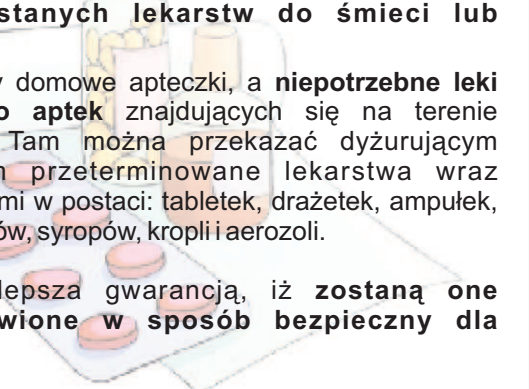 stanych lekarstw do śmieci lub
y domowe apteczki, a niepotrzebne leki
o aptek znajdujących się na terenie
Tam można przekazać dyżurującym
n przeterminowane lekarstwa wraz
mi w postaci: tabletek, drażetek, ampułek,
ów, syropów, kropli i aerozoli.
lepsza gwarancją, iż zostaną one
wione w sposób bezpieczny dla